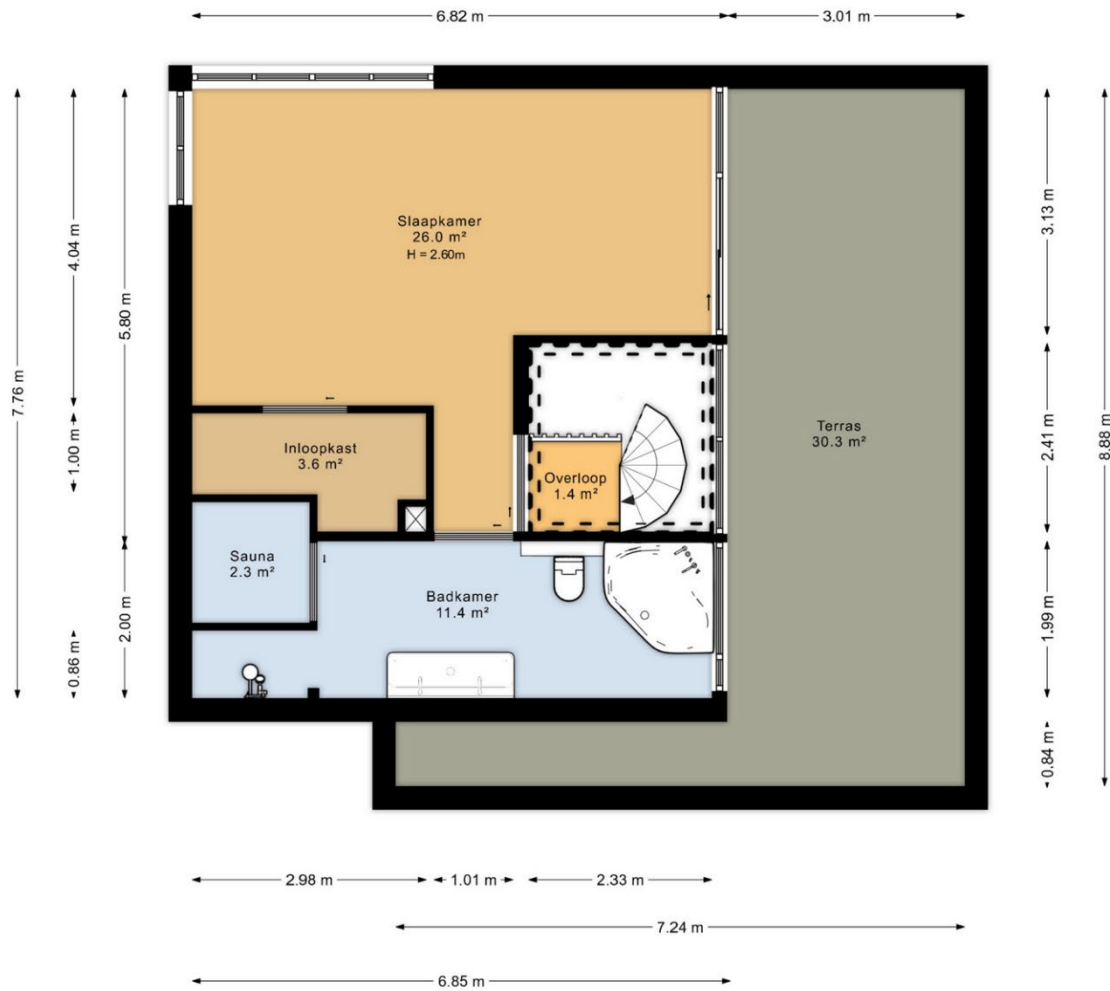 6.82 m
3.01 m
7.76 m
4.04 m
1.00 m
0.86 m
5.80 m
2.00 m
Slaapkamer
26.0 m²
H = 2.60m
Inloopkast
3.6 m²
Overloop
1.4 m²
Sauna
2.3 m²
Badkamer
11.4 m²
Terras
30.3 m²
3.13 m
2.41 m
1.99 m
0.84 m
8.88 m
2.98 m
1.01 m
2.33 m
7.24 m
6.85 m